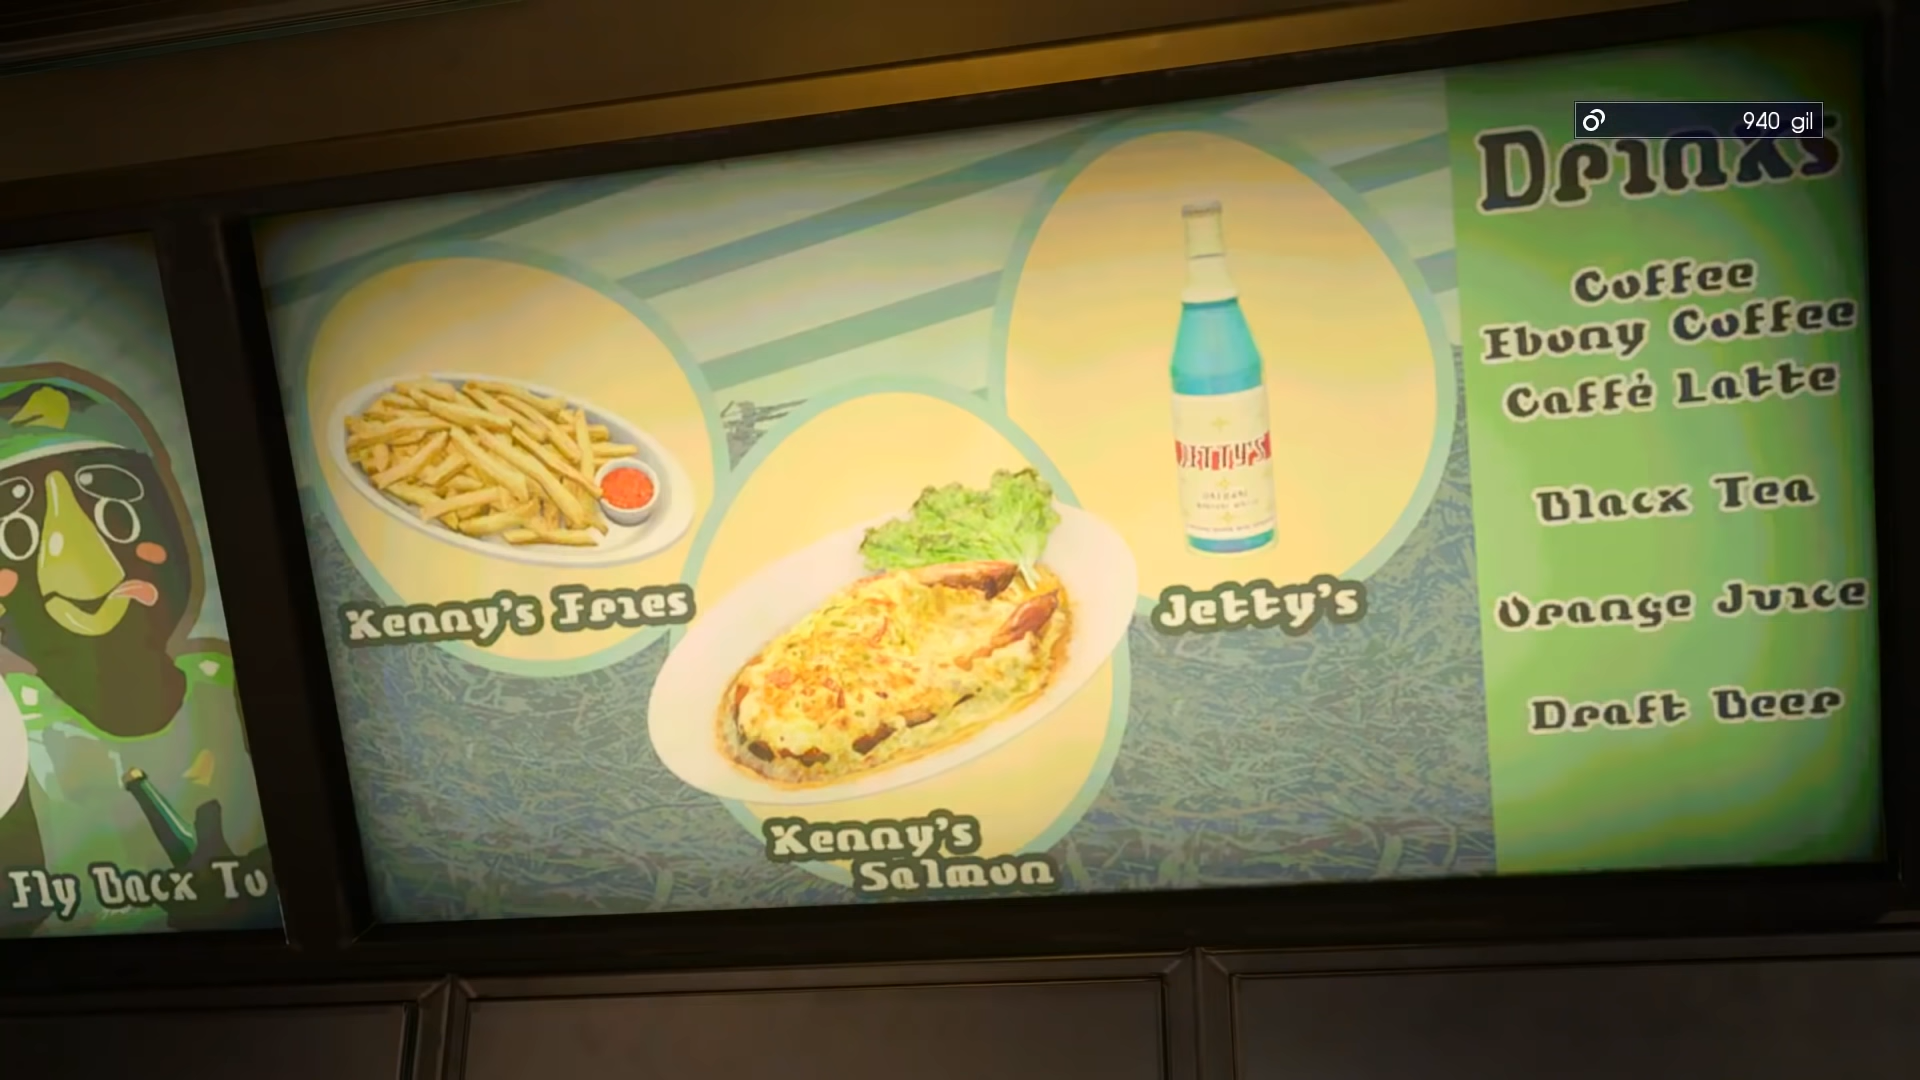 940 gil
Drinks
Coffee
Ebony Coffee
Caffé Latte
Black Tea
Orange Juice
Draft Beer
JETTY'S
Kenny's Fries
Jetty's
Kenny's
Salmon
Fly Back To